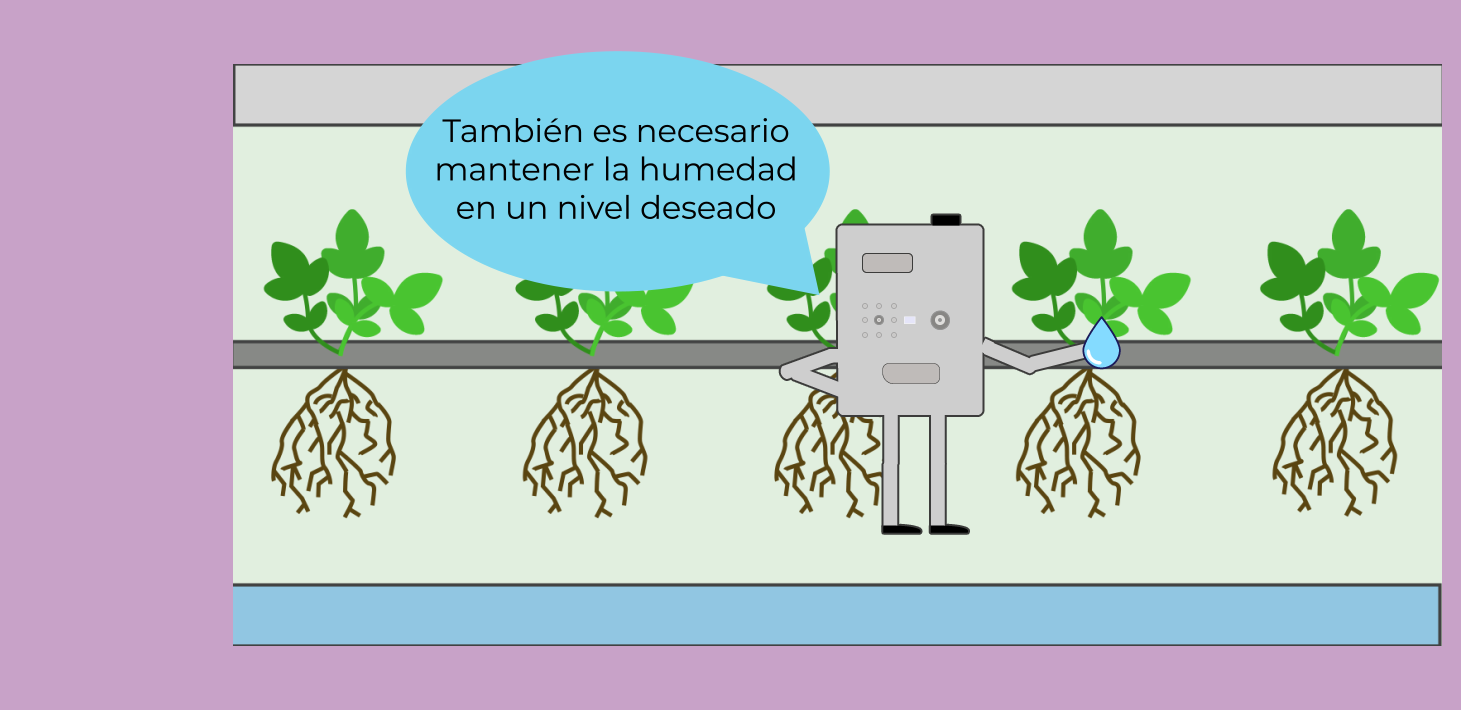 También es necesario
mantener la humedad
en un nivel deseado